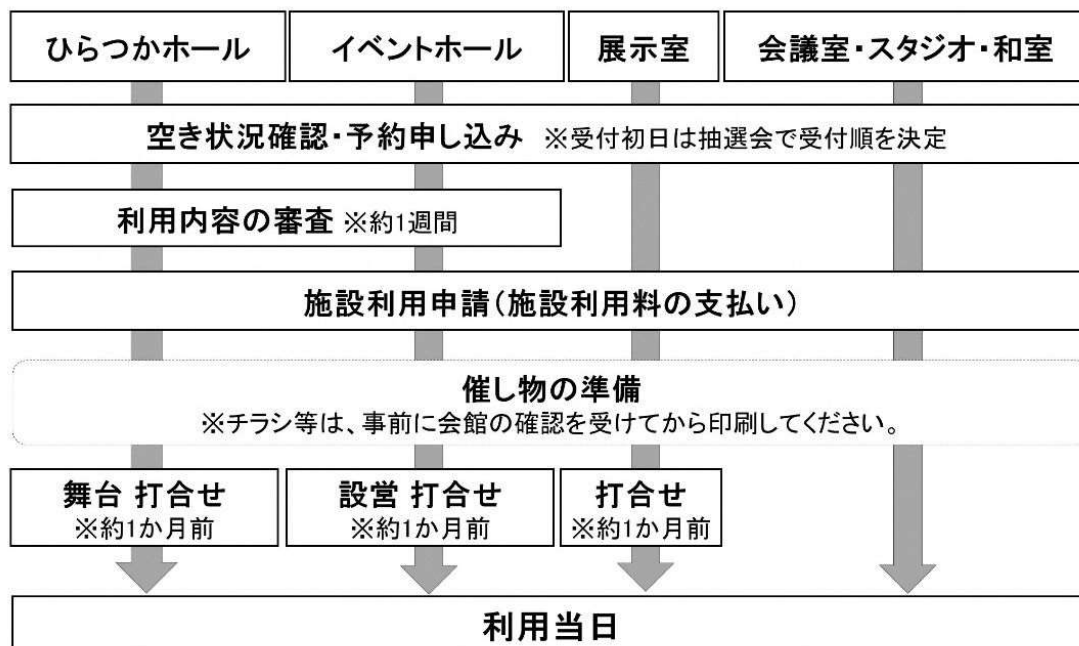 ひらつかホール
イベントホール
展示室
会議室・スタジオ・和室
空き状況確認・予約申し込み ※受付初日は抽選会で受付順を決定
利用内容の審査 ※約1週間
施設利用申請(施設利用料の支払い)
催し物の準備
※チラシ等は、事前に会館の確認を受けてから印刷してください。
舞台 打合せ
※約1か月前
設営 打合せ
※約1か月前
打合せ
※約1か月前
利用当日